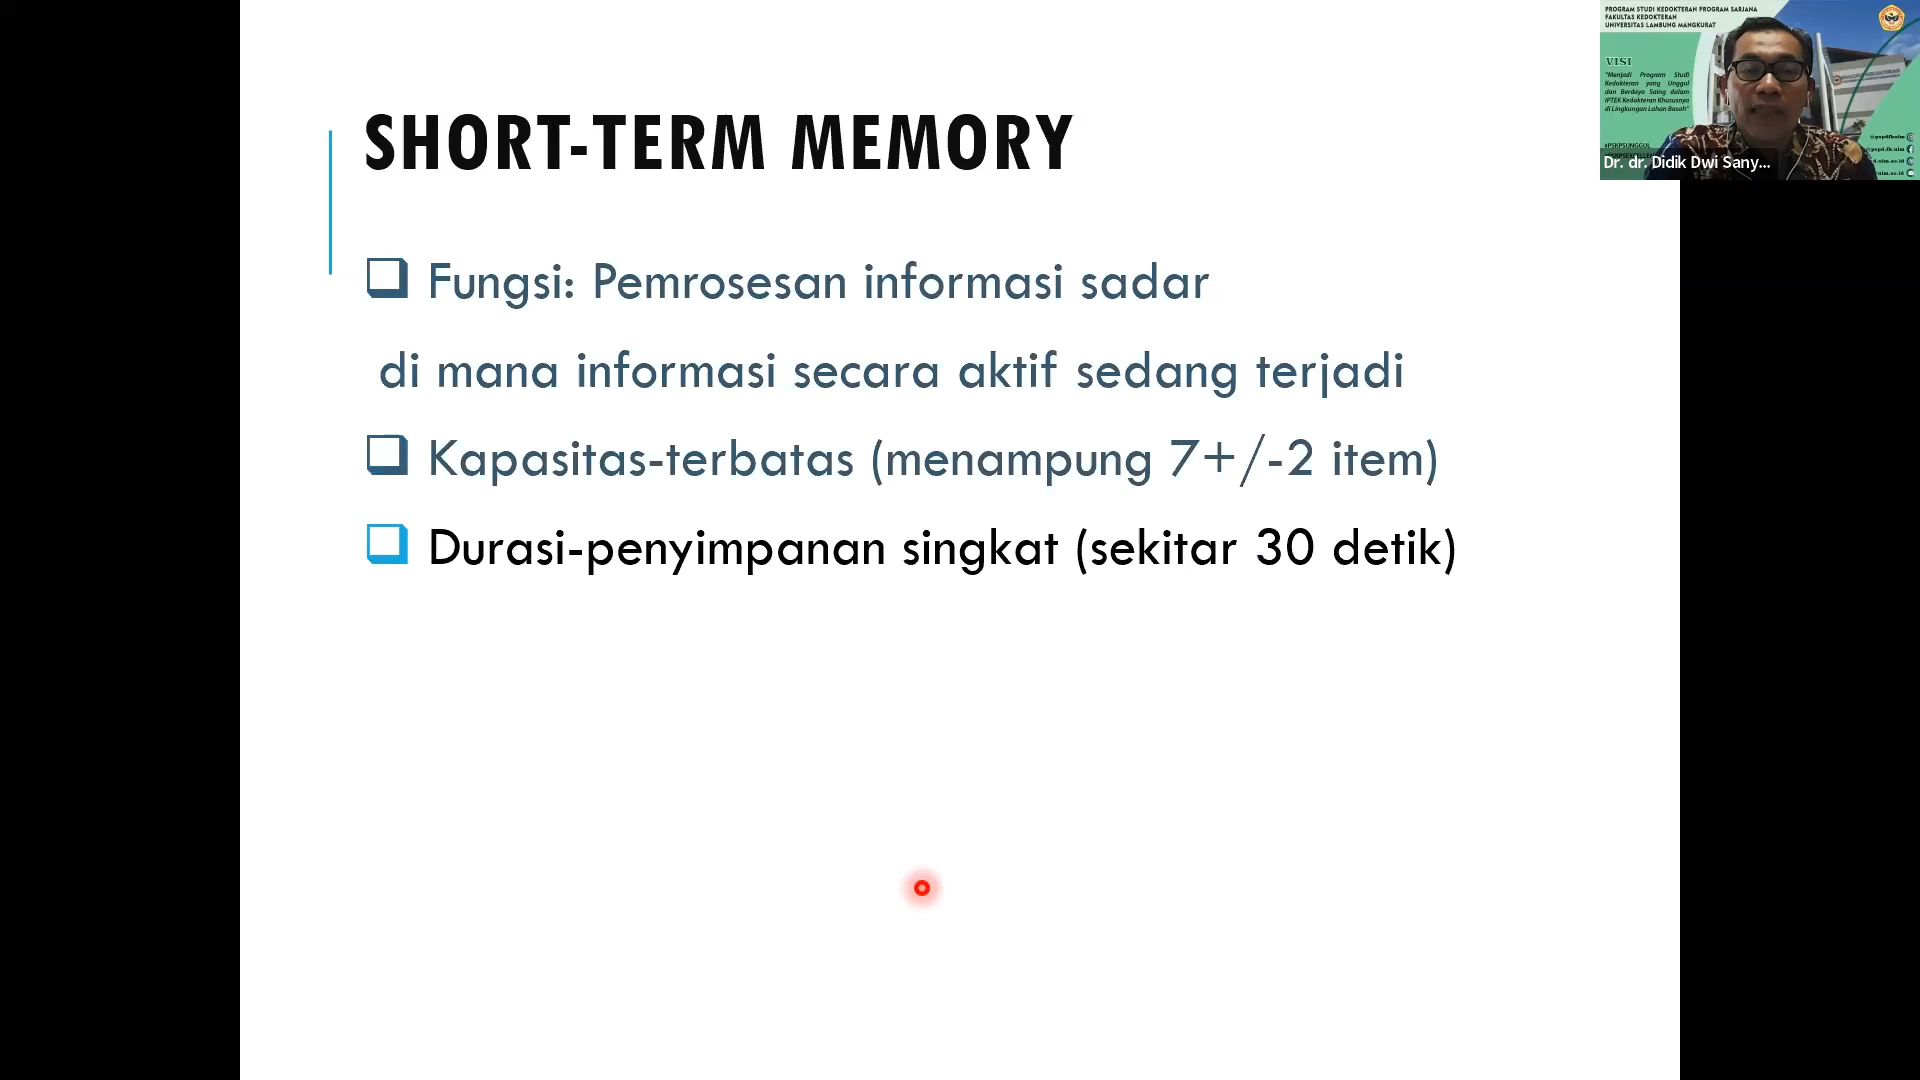 SHORT-TERM MEMORY
Fungsi: Pemrosesan informasi sadar
di mana informasi secara aktif sedang terjadi
Kapasitas-terbatas (menampung 7+/-2 item)
Durasi-penyimpanan singkat (sekitar 30 detik)
PROGRAM STUDI KEDOKTERAN PROGRAM SARJANA
FAKULTAS KEDOKTERAN
UNIVERSITAS LAMBUNG MANGKURAT
VISI
"Menjadi Program Studi
Kedokteran yang Unggul
dan Berdaya Saing dalam
IPTEK Kedokteran Khususnya
di Lingkungan Lahan Basah"
Dr. dr. Didik Dwi Sany...